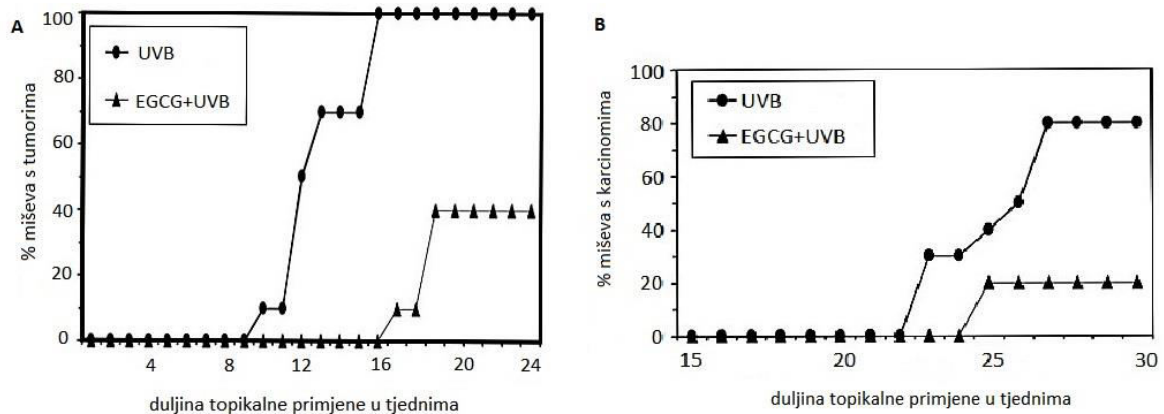 A
100
80
60
40
20
0
UVB
EGCG+UVB
% miševa s tumorima
4 8 12 16 20 24
duljina topikalne primjene u tjednima
B
100
80
60
40
20
0
UVB
EGCG+UVB
% miševa s karcinomima
15 20 25 30
duljina topikalne primjene u tjednima